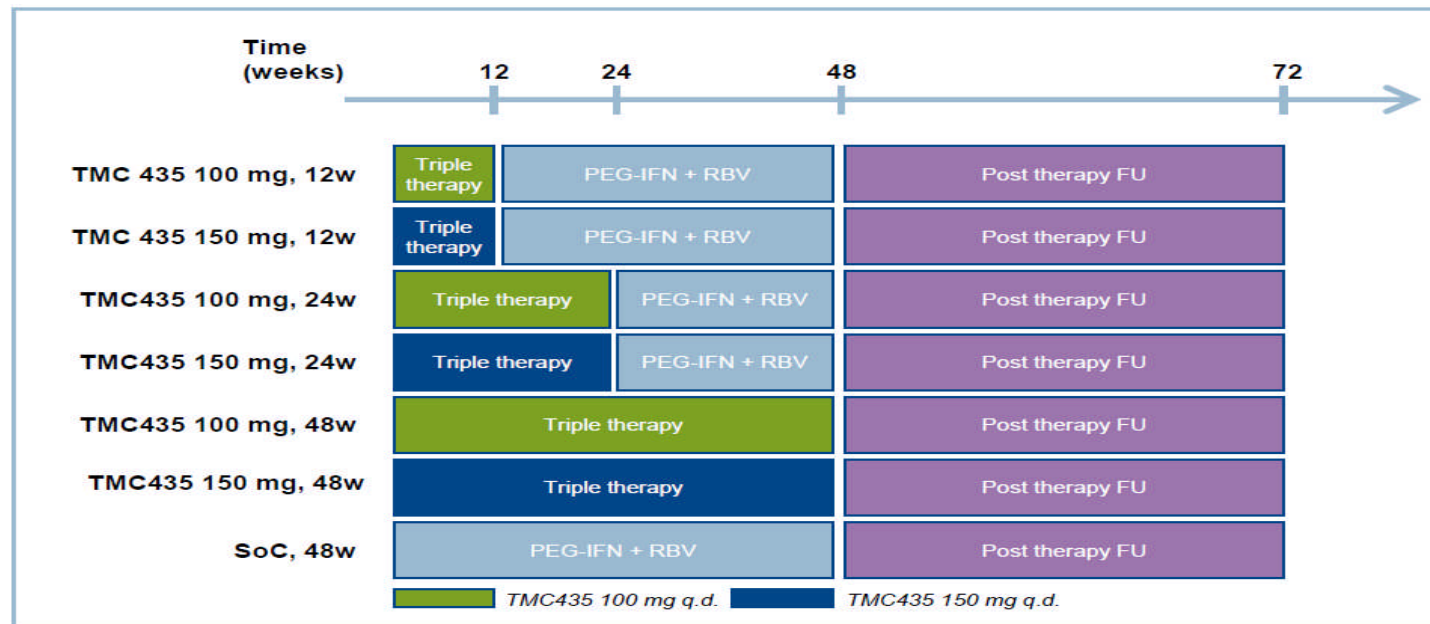 Time
(weeks)
12 24 48 72
TMC 435 100 mg, 12w
Triple
therapy
PEG-IFN + RBV
Post therapy FU
TMC 435 150 mg, 12w
Triple
therapy
PEG-IFN + RBV
Post therapy FU
TMC435 100 mg, 24w
Triple therapy
PEG-IFN + RBV
Post therapy FU
TMC435 150 mg, 24w
Triple therapy
PEG-IFN + RBV
Post therapy FU
TMC435 100 mg, 48w
Triple therapy
Post therapy FU
TMC435 150 mg, 48w
Triple therapy
Post therapy FU
SoC, 48w
PEG-IFN + RBV
Post therapy FU
TMC435 100 mg q.d.
TMC435 150 mg q.d.